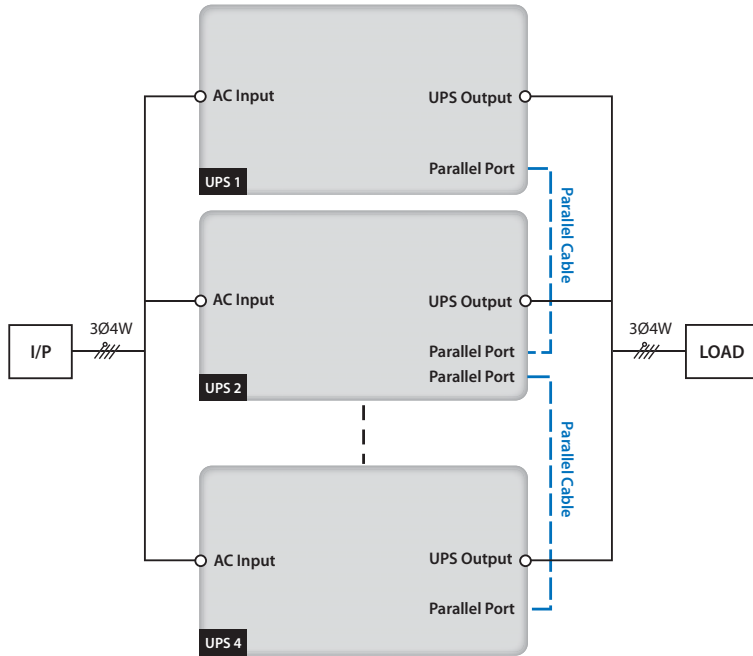 AC Input
UPS Output
Parallel Port
UPS 1
Parallel Cable
AC Input
UPS Output
3Ø4W
I/P
3Ø4W
LOAD
Parallel Port
Parallel Port
UPS 2
Parallel Cable
AC Input
UPS Output
Parallel Port
UPS 4